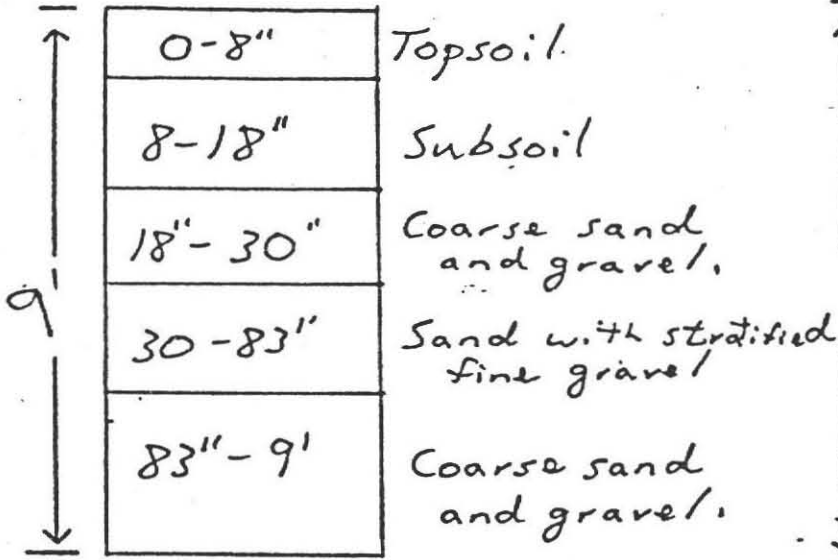 0-8" Topsoil.
8-18" Subsoil
18"- 30" Coarse sand
and gravel.
9'
30-83" Sand with stratified
fine gravel
83"- 9' Coarse sand
and gravel.